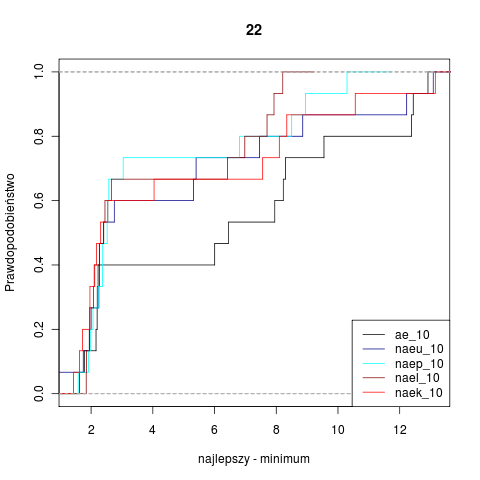 22
Prawdopodobieństwo
1.0
0.8
0.6
0.4
0.2
0.0
ae_10
naeu_10
naep_10
nael_10
naek_10
2 4 6 8 10 12
najlepszy - minimum